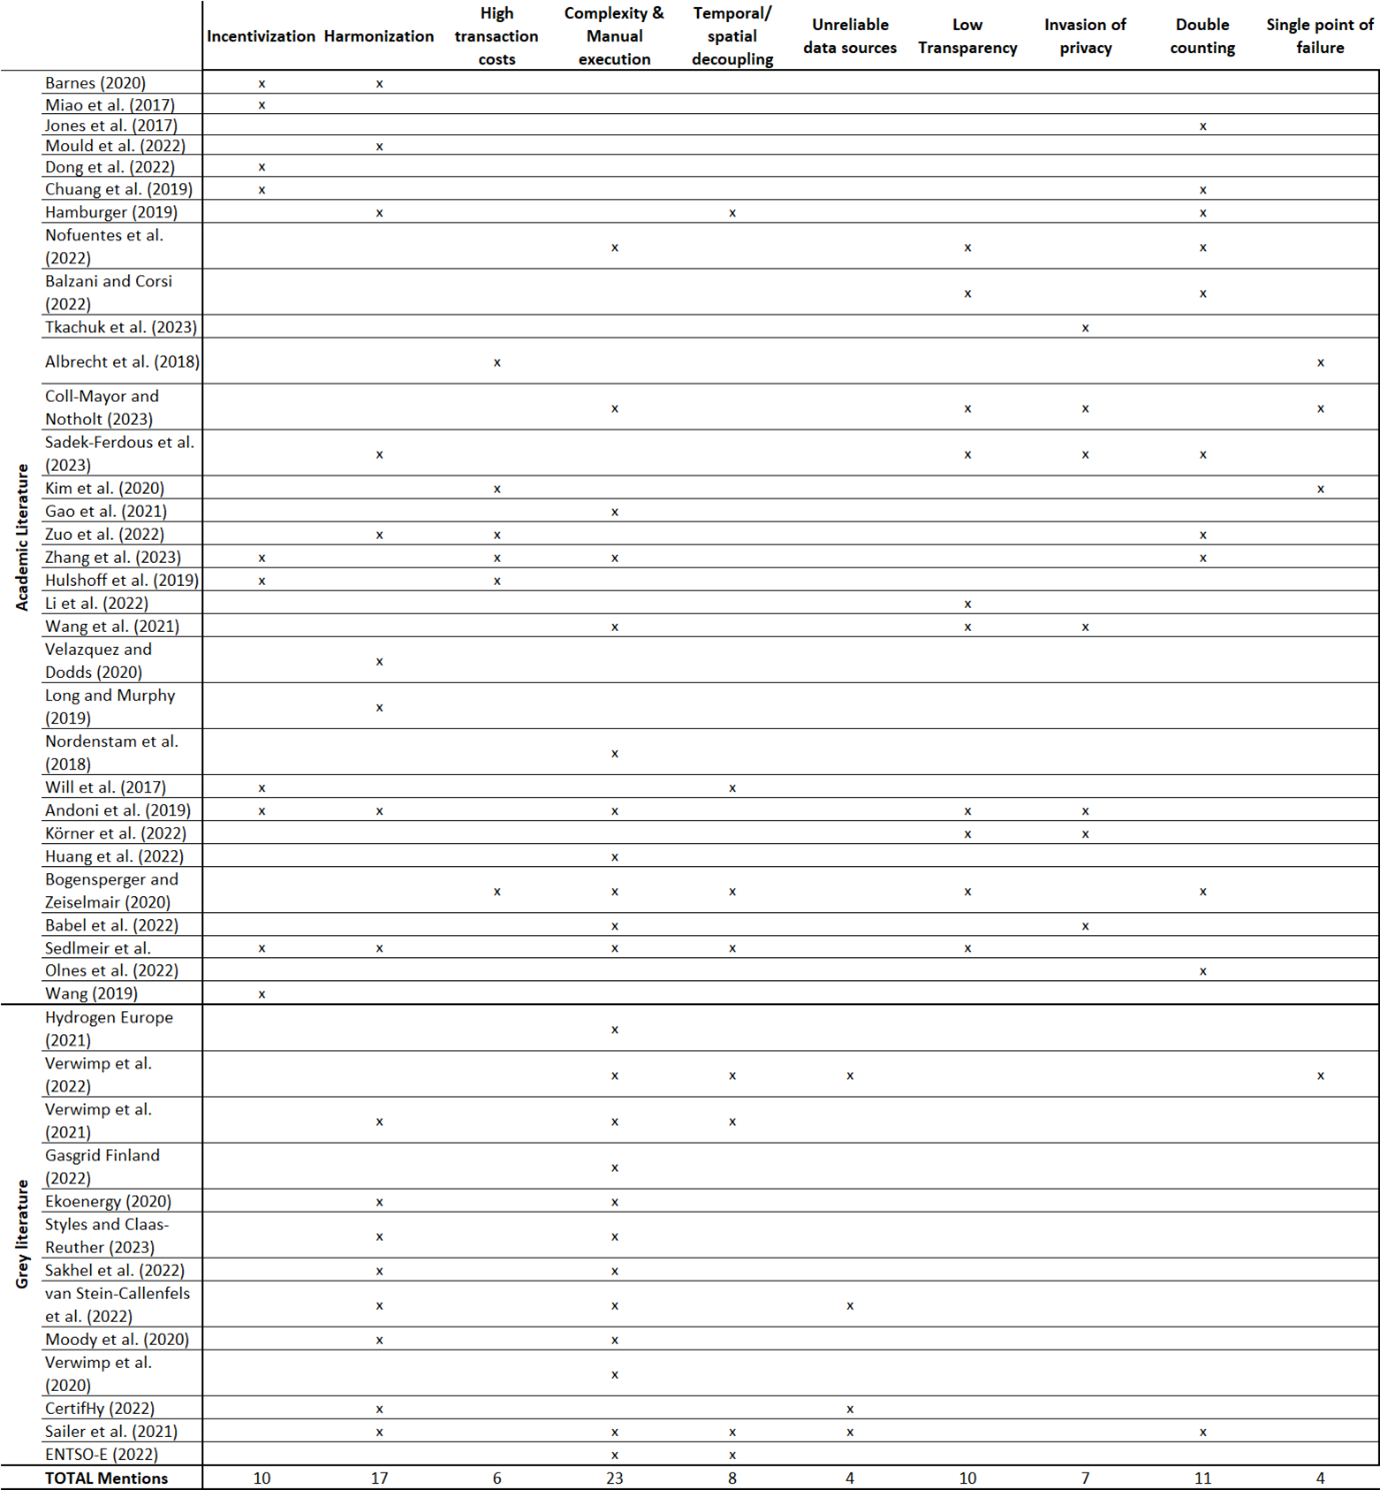 Incentivization Harmonization High transaction costs Complexity & Manual execution Temporal/ spatial decoupling Unreliable data sources Low Transparency Invasion of privacy Double counting Single point of failure
Academic Literature
Barnes (2020) x x
Miao et al. (2017) x
Jones et al. (2017) x
Mould et al. (2022) x
Dong et al. (2022) x
Chuang et al. (2019) x x
Hamburger (2019) x x x
Nofuentes et al.
(2022) x x x
Balzani and Corsi
(2022) x x
Tkachuk et al. (2023) x
Albrecht et al. (2018) x x
Coll-Mayor and
Notholt (2023) x x x x
Sadek-Ferdous et al.
(2023) x x x x
Kim et al. (2020) x x
Gao et al. (2021) x
Zuo et al. (2022) x x x
Zhang et al. (2023) x x x x
Hulshoff et al. (2019) x x
Li et al. (2022) x
Wang et al. (2021) x x x
Velazquez and
Dodds (2020) x
Long and Murphy
(2019) x
Nordenstam et al.
(2018) x
Will et al. (2017) x x
Andoni et al. (2019) x x x x x
Körner et al. (2022) x x
Huang et al. (2022) x
Bogensperger and
Zeiselmair (2020) x x x x x
Babel et al. (2022) x x
Sedlmeir et al. x x x x x
Olnes et al. (2022) x
Wang (2019) x
Grey literature
Hydrogen Europe
(2021) x
Verwimp et al.
(2022) x x x x
Verwimp et al.
(2021) x x x
Gasgrid Finland
(2022) x
Ekoenergy (2020) x x
Styles and Claas-
Reuther (2023) x x
Sakhel et al. (2022) x x
van Stein-Callenfels
et al. (2022) x x x
Moody et al. (2020) x x
Verwimp et al.
(2020) x
CertifHy (2022) x x
Sailer et al. (2021) x x x x x
ENTSO-E (2022) x x
TOTAL Mentions 10 17 6 23 8 4 10 7 11 4